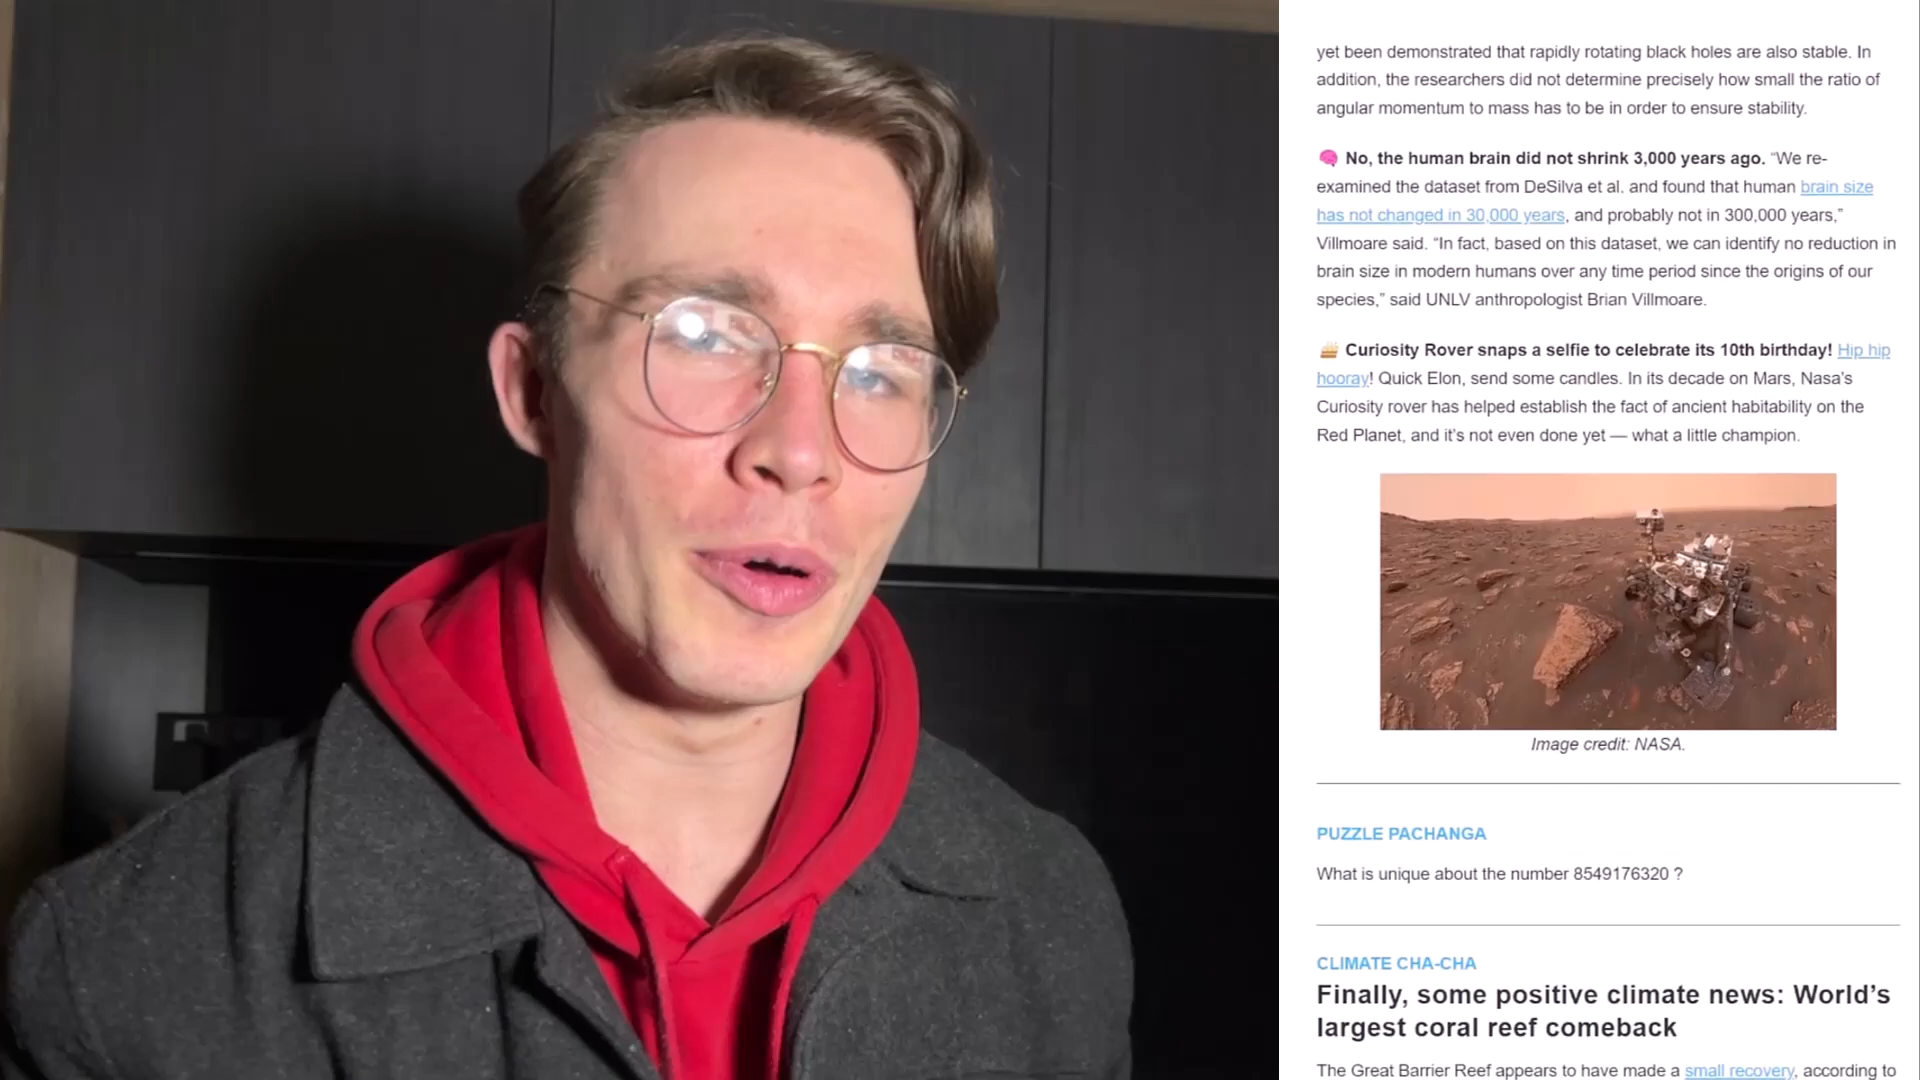 yet been demonstrated that rapidly rotating black holes are also stable. In
addition, the researchers did not determine precisely how small the ratio of
angular momentum to mass has to be in order to ensure stability.
🧠 No, the human brain did not shrink 3,000 years ago. “We re-
examined the dataset from DeSilva et al. and found that human brain size
has not changed in 30,000 years, and probably not in 300,000 years,”
Villmoare said. “In fact, based on this dataset, we can identify no reduction in
brain size in modern humans over any time period since the origins of our
species,” said UNLV anthropologist Brian Villmoare.
🎂 Curiosity Rover snaps a selfie to celebrate its 10th birthday! Hip hip
hooray! Quick Elon, send some candles. In its decade on Mars, Nasa’s
Curiosity rover has helped establish the fact of ancient habitability on the
Red Planet, and it’s not even done yet — what a little champion.
Image credit: NASA.
PUZZLE PACHANGA
What is unique about the number 8549176320 ?
CLIMATE CHA-CHA
Finally, some positive climate news: World’s
largest coral reef comeback
The Great Barrier Reef appears to have made a small recovery, according to